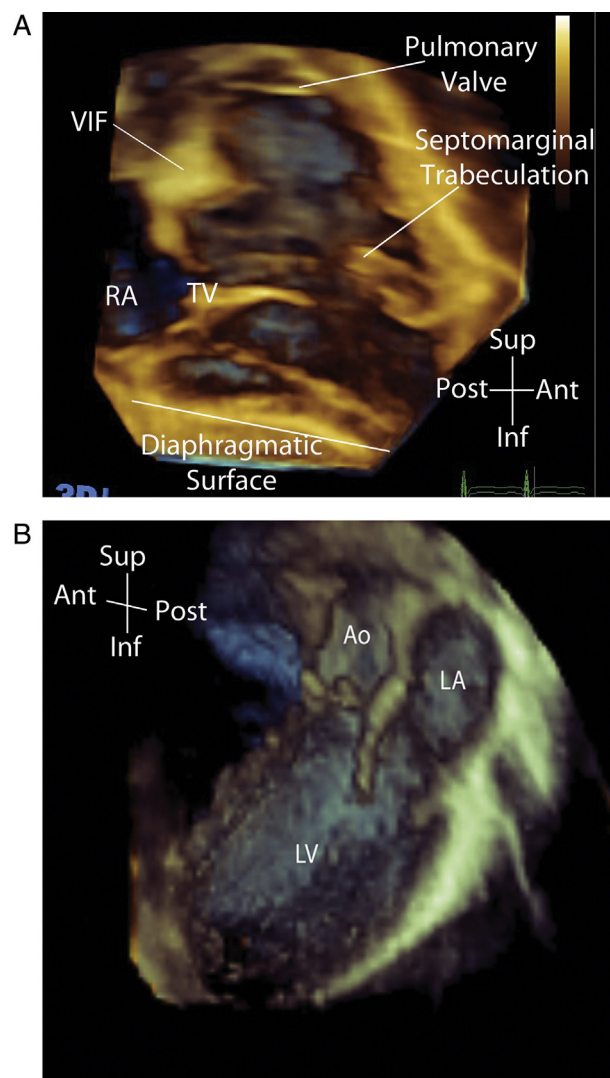 A
Pulmonary
Valve
VIF
Septomarginal
Trabeculation
RA
TV
Sup
Post
Ant
Inf
Diaphragmatic
Surface
B
Sup
Ant
Post
Inf
Ao
LA
LV